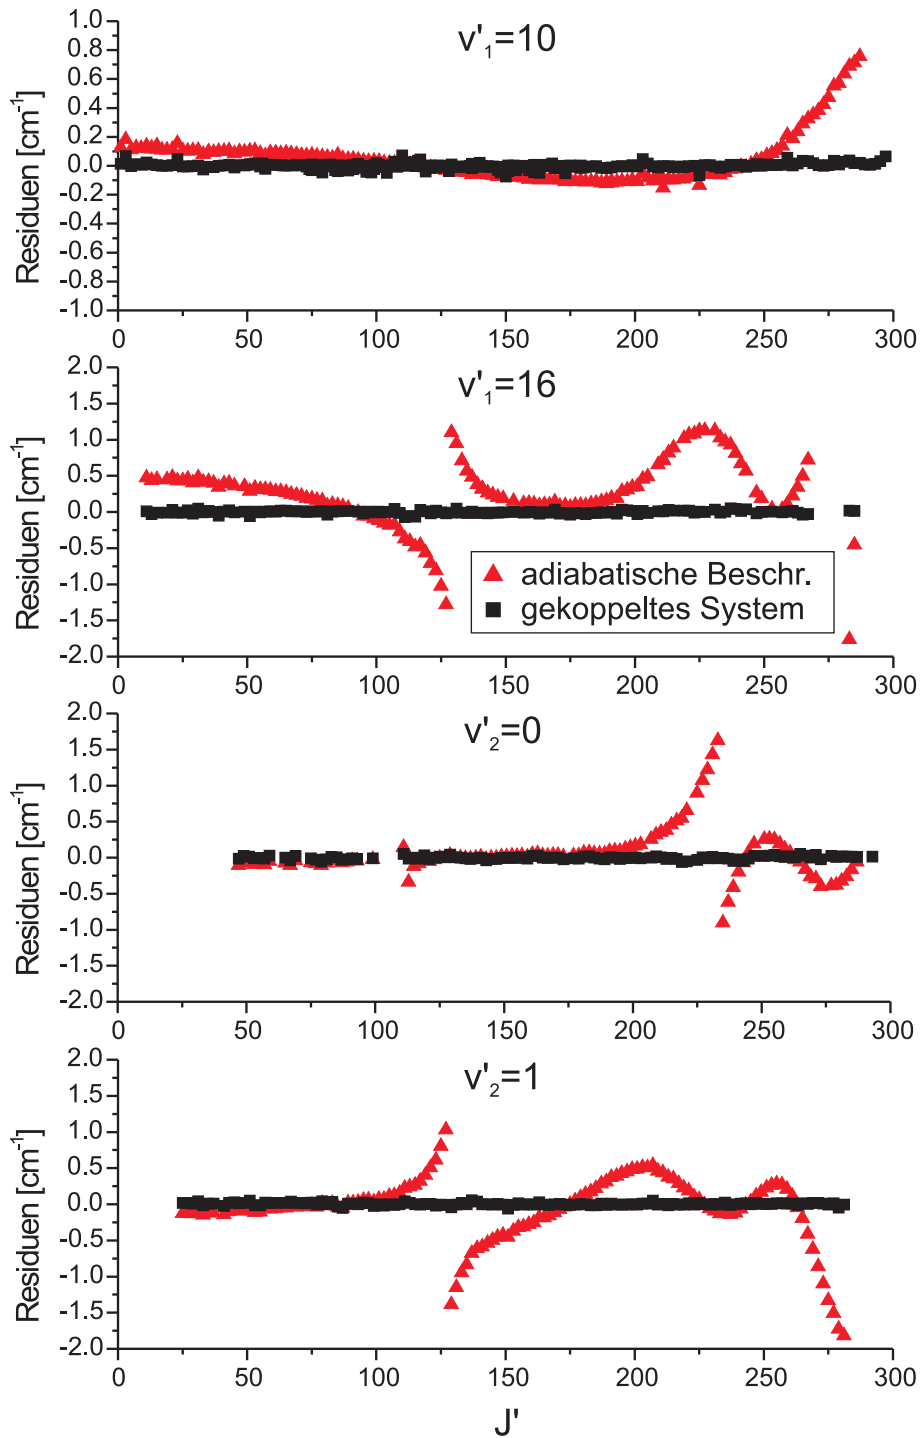 v'₁=10
Residuen [cm⁻¹]
1.0
0.8
0.6
0.4
0.2
0.0
-0.2
-0.4
-0.6
-0.8
-1.0
0 50 100 150 200 250 300
v'₁=16
Residuen [cm⁻¹]
2.0
1.5
1.0
0.5
0.0
-0.5
-1.0
-1.5
-2.0
adiabatische Beschr.
gekoppeltes System
0 50 100 150 200 250 300
v'₂=0
Residuen [cm⁻¹]
2.0
1.5
1.0
0.5
0.0
-0.5
-1.0
-1.5
-2.0
0 50 100 150 200 250 300
v'₂=1
Residuen [cm⁻¹]
2.0
1.5
1.0
0.5
0.0
-0.5
-1.0
-1.5
-2.0
0 50 100 150 200 250 300
J'